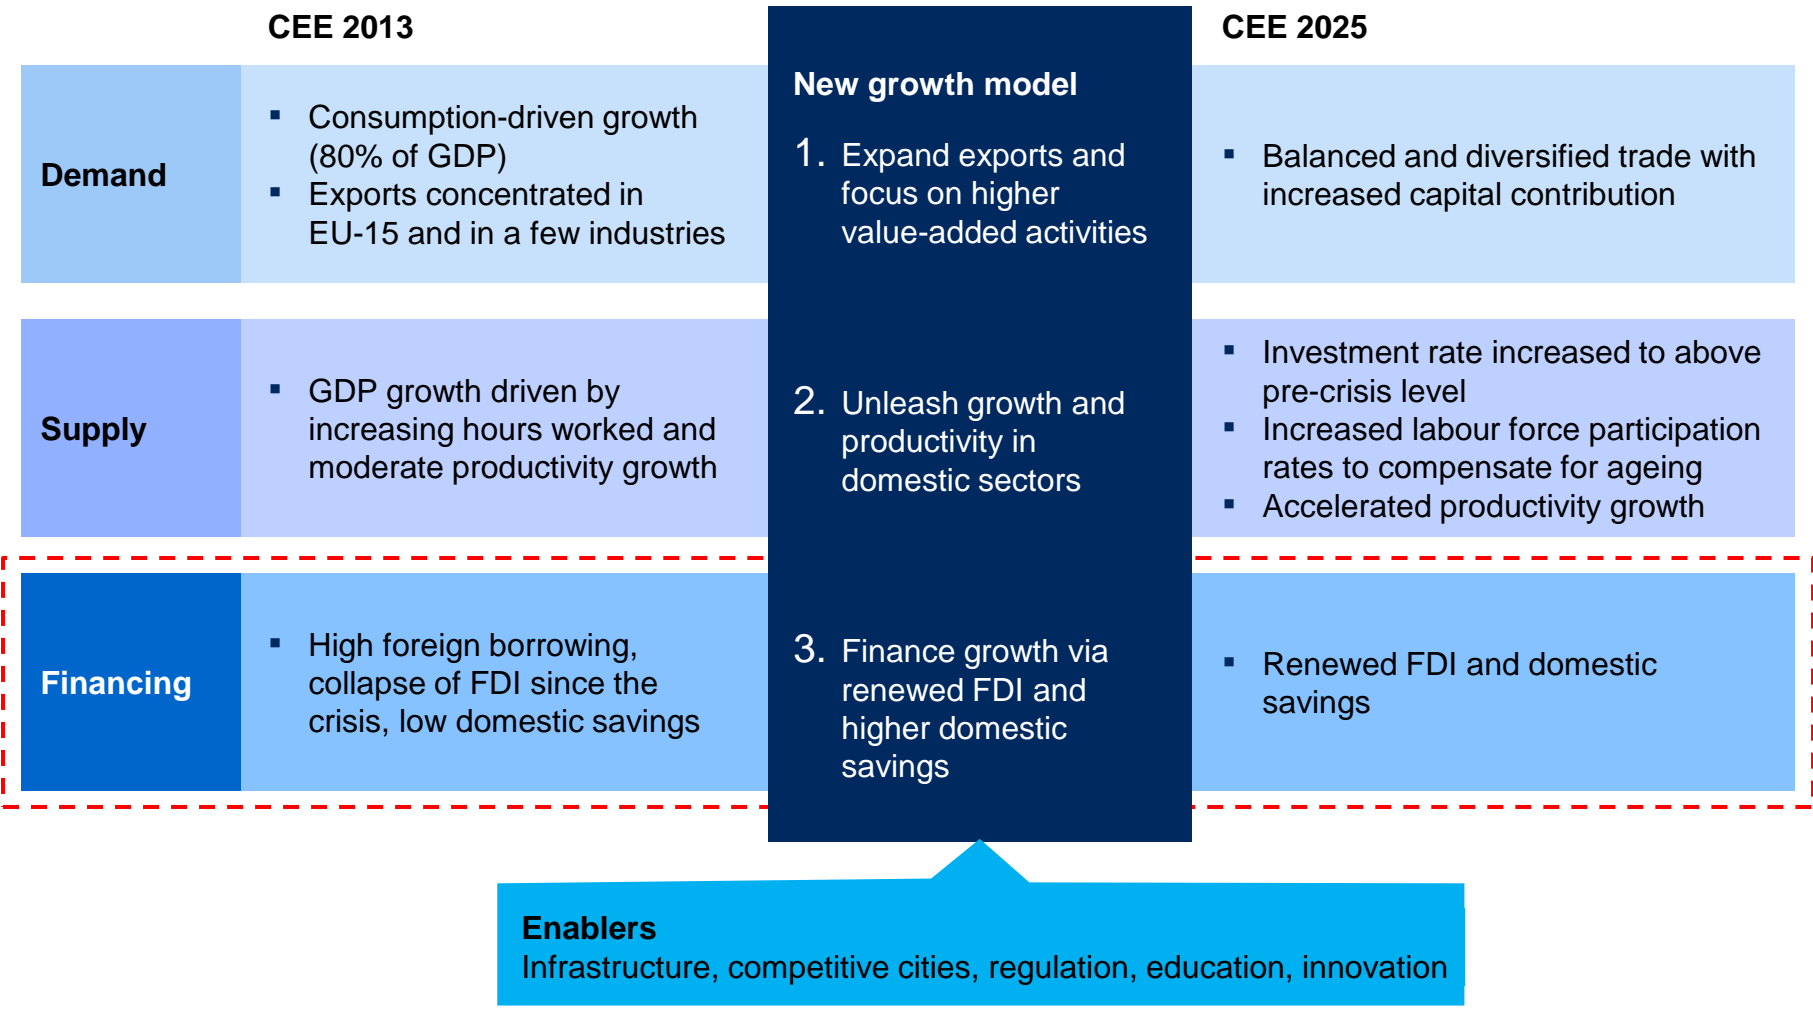 CEE 2013
CEE 2025
New growth model
Demand
▪ Consumption-driven growth
(80% of GDP)
▪ Exports concentrated in
EU-15 and in a few industries
1. Expand exports and
focus on higher
value-added activities
▪ Balanced and diversified trade with
increased capital contribution
Supply
▪ GDP growth driven by
increasing hours worked and
moderate productivity growth
2. Unleash growth and
productivity in
domestic sectors
▪ Investment rate increased to above
pre-crisis level
▪ Increased labour force participation
rates to compensate for ageing
▪ Accelerated productivity growth
Financing
▪ High foreign borrowing,
collapse of FDI since the
crisis, low domestic savings
3. Finance growth via
renewed FDI and
higher domestic
savings
▪ Renewed FDI and domestic
savings
Enablers
Infrastructure, competitive cities, regulation, education, innovation